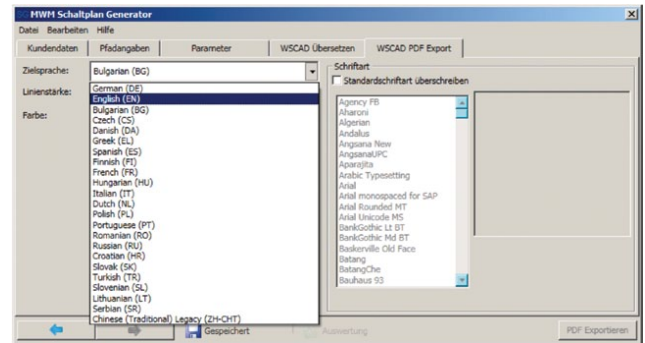 MWM Schaltplan Generator
Datei Bearbeiten Hilfe
Kundendaten Pfadangaben Parameter WSCAD Übersetzen WSCAD PDF Export
Zielsprache: Bulgarian (BG)
Linienstärke:
Farbe:
German (DE)
English (EN)
Bulgarian (BG)
Czech (CS)
Danish (DA)
Greek (EL)
Spanish (ES)
Finnish (FI)
French (FR)
Hungarian (HU)
Italian (IT)
Dutch (NL)
Polish (PL)
Portuguese (PT)
Romanian (RO)
Russian (RU)
Croatian (HR)
Slovak (SK)
Turkish (TR)
Slovenian (SL)
Lithuanian (LT)
Serbian (SR)
Chinese (Traditional) Legacy (ZH-CHT)
Schriftart
Standardschriftart überschreiben
Agency FB
Aharoni
Algerian
Andalus
Angsana New
AngsanaUPC
Aparajita
Arabic Typesetting
Arial
Arial monospaced for SAP
Arial Rounded MT
Arial Unicode MS
BankGothic Lt BT
BankGothic Md BT
Baskerville Old Face
Batang
BatangChe
Bauhaus 93
Gespeichert Auswertung PDF Exportieren